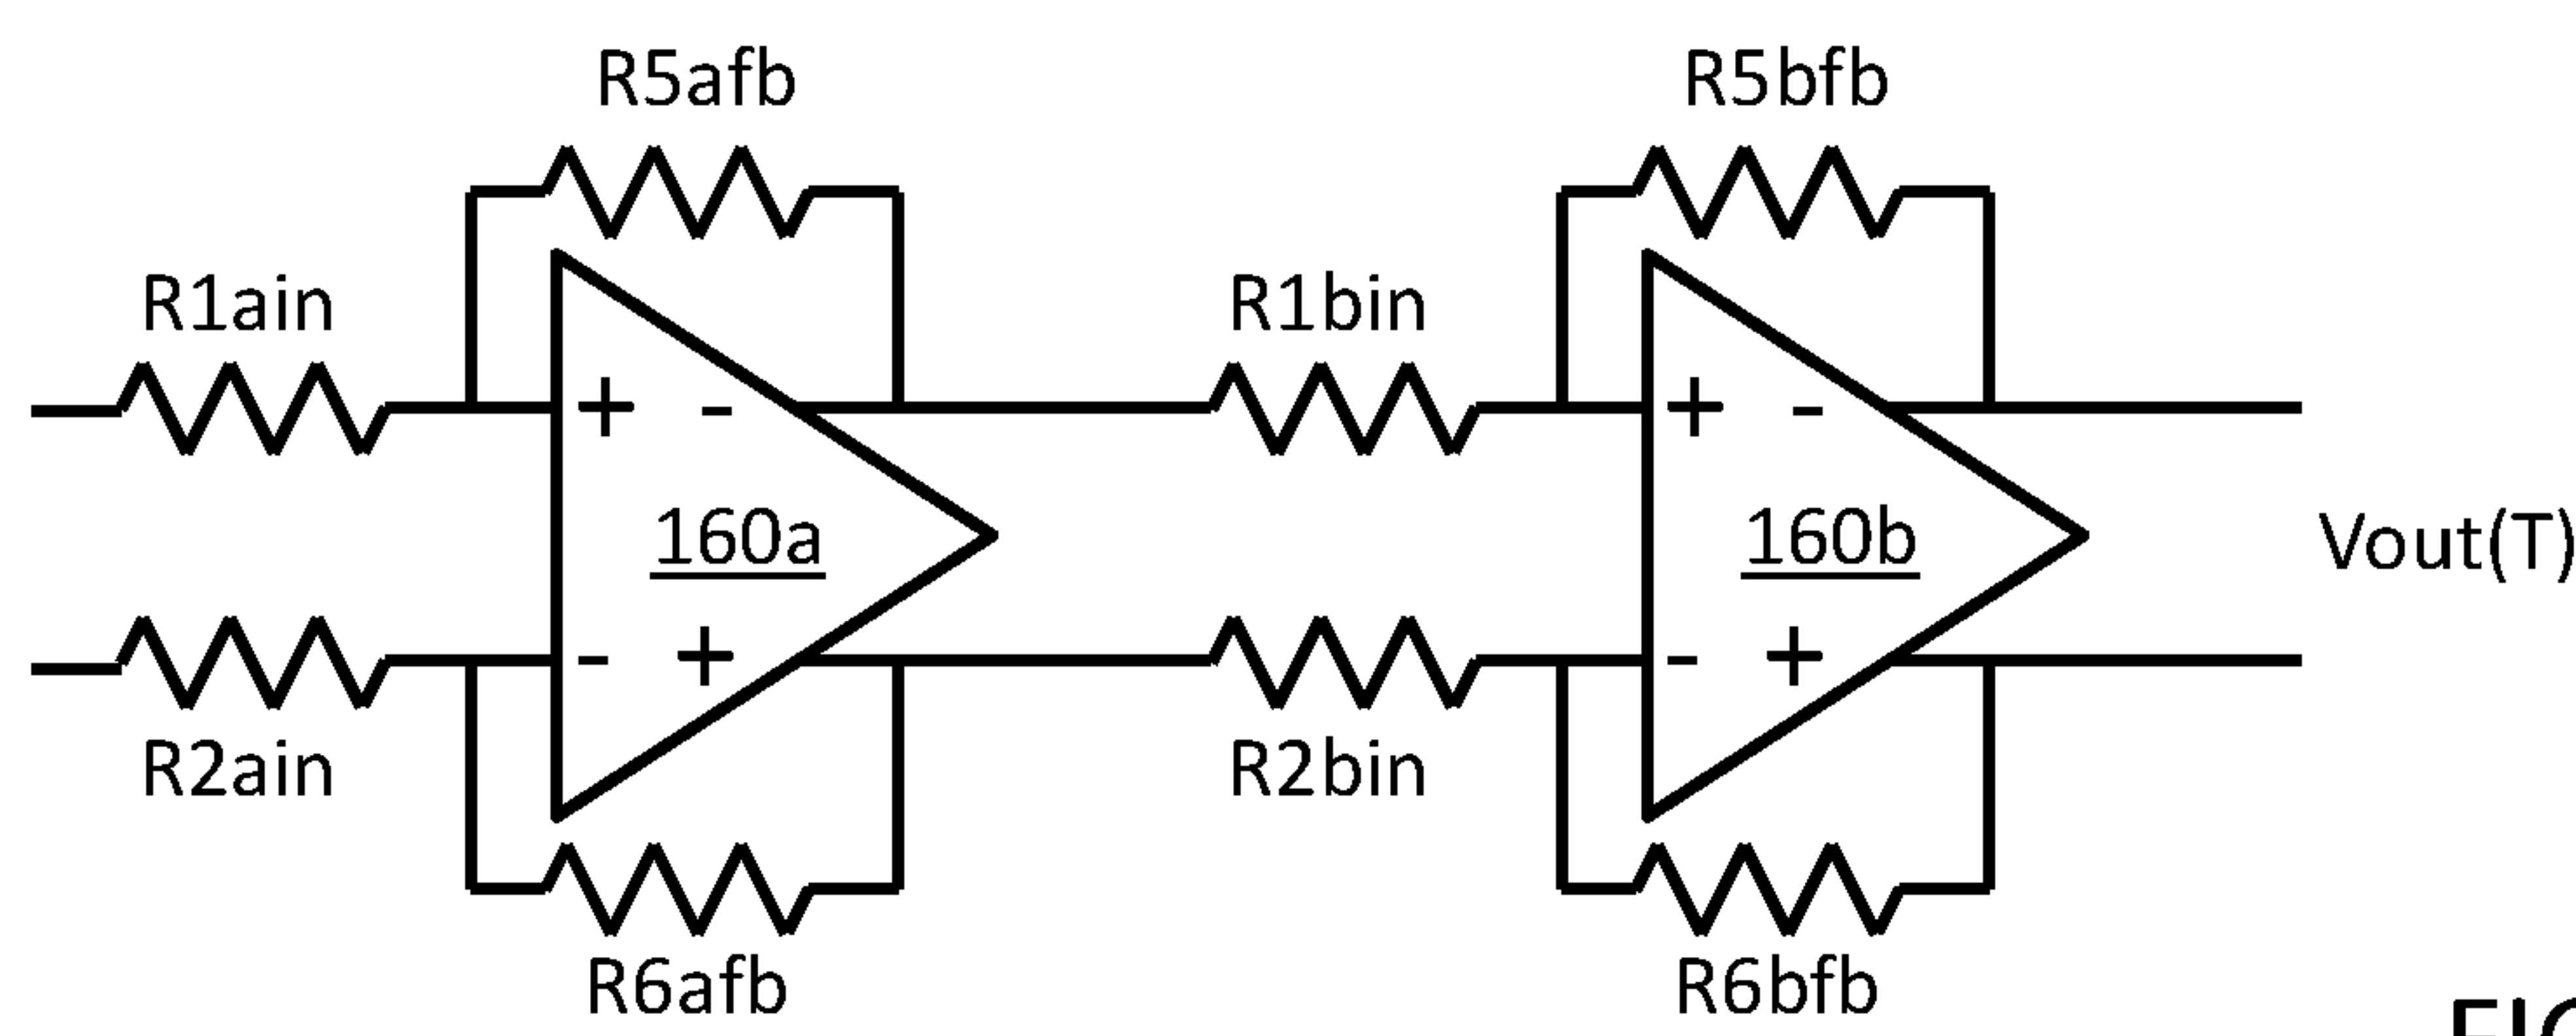 R5afb R5bfb
R1ain R1bin
+ - + -
160a 160b Vout(T)
- + - +
R2ain R2bin
R6afb R6bfb